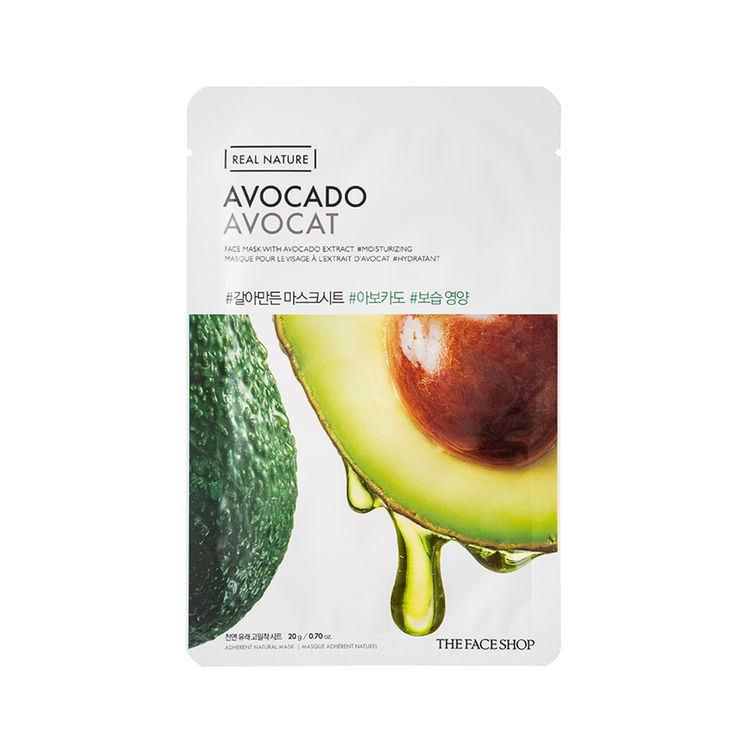 REAL NATURE
AVOCADO
AVOCAT
FACE MASK WITH AVOCADO EXTRACT #MOISTURIZING
MASQUE POUR LE VISAGE À L'EXTRAIT D'AVOCAT #HYDRATANT
#갈아만든 마스크시트 #아보카도 #보습 영양
천연 유래 고밀착 시트 20 g / 0.70 oz.
ADHERENT NATURAL MASK | MASQUE ADHÉRENT NATUREL
THE FACE SHOP